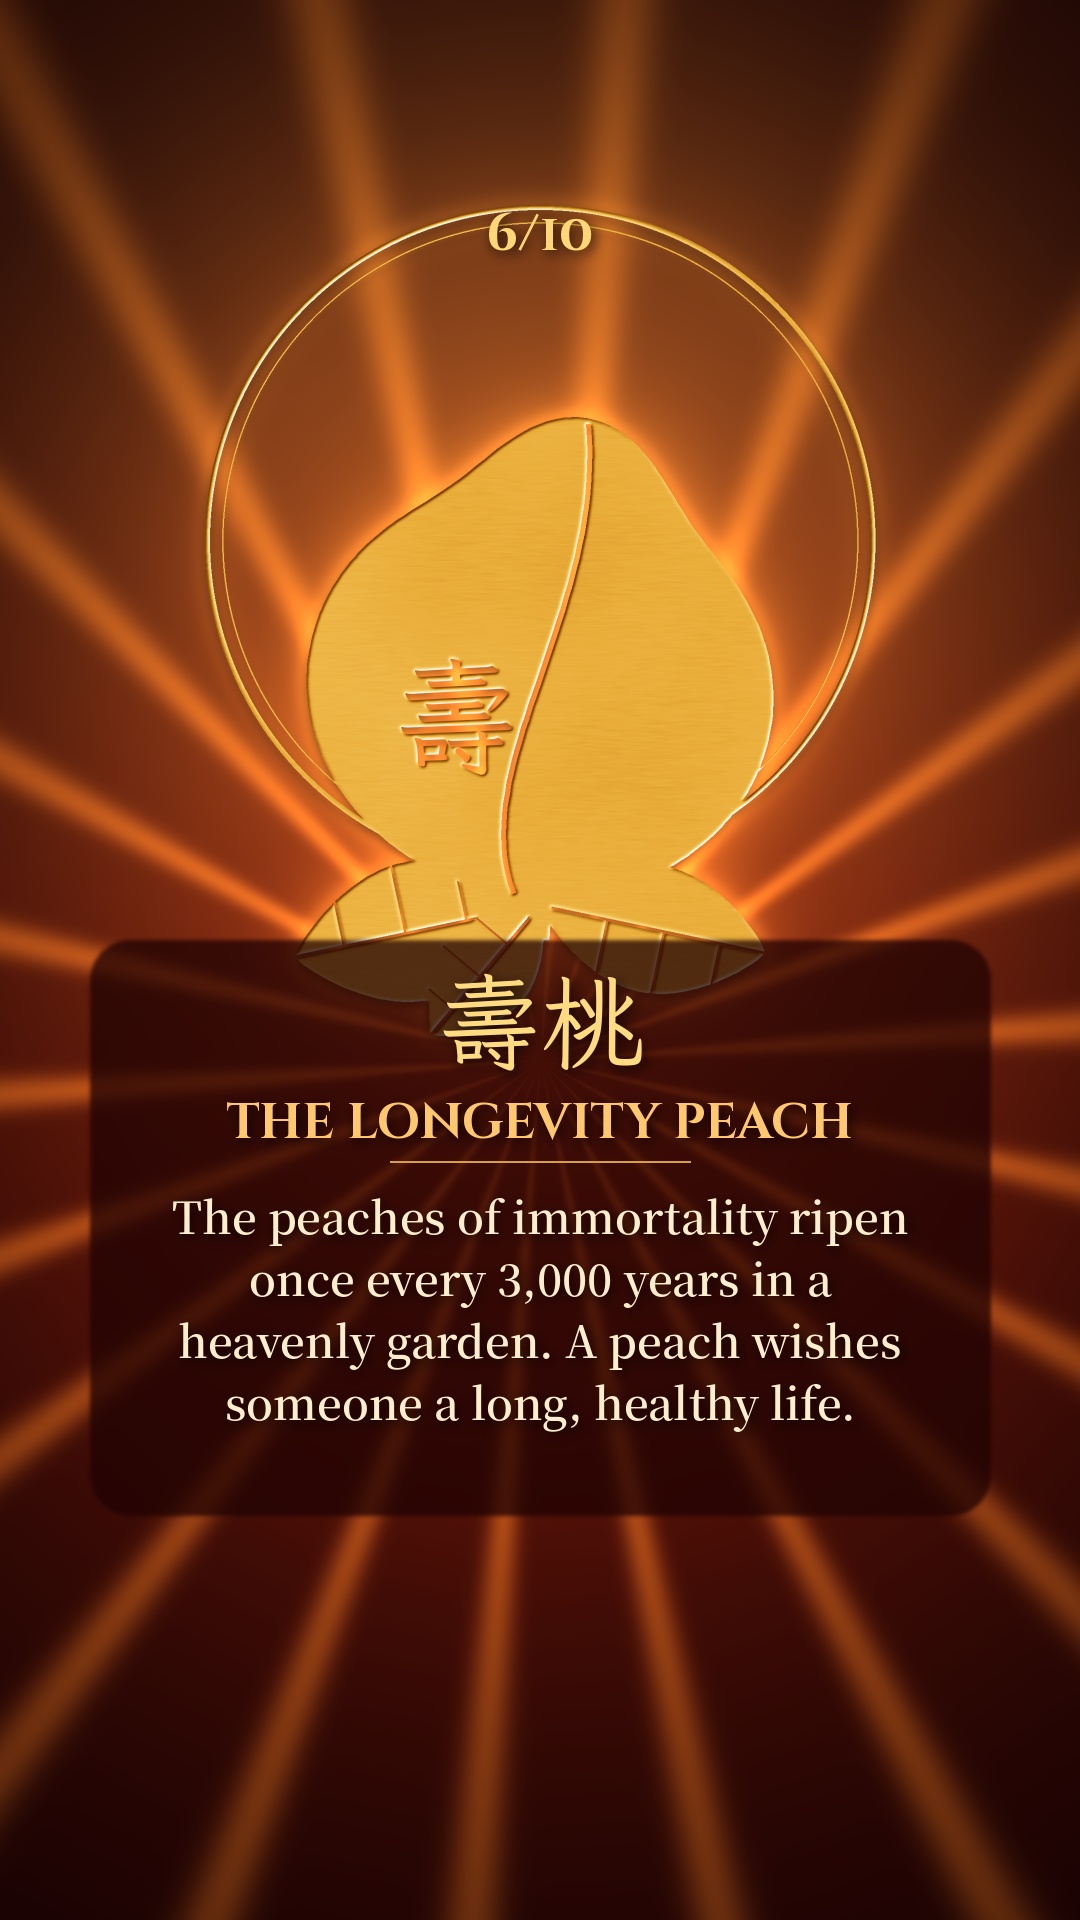 6/10
壽
壽桃
THE LONGEVITY PEACH
The peaches of immortality ripen
once every 3,000 years in a
heavenly garden. A peach wishes
someone a long, healthy life.